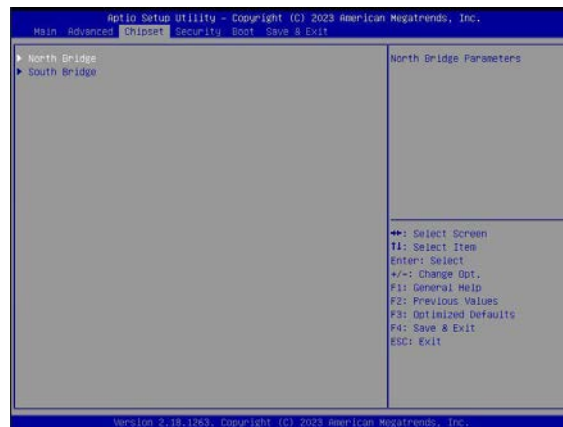 Aptio Setup Utility – Copyright (C) 2023 American Megatrends, Inc.
Main Advanced Chipset Security Boot Save & Exit
North Bridge
South Bridge
North Bridge Parameters
→←: Select Screen
↑↓: Select Item
Enter: Select
+/-: Change Opt.
F1: General Help
F2: Previous Values
F3: Optimized Defaults
F4: Save & Exit
ESC: Exit
Version 2.18.1263. Copyright (C) 2023 American Megatrends, Inc.